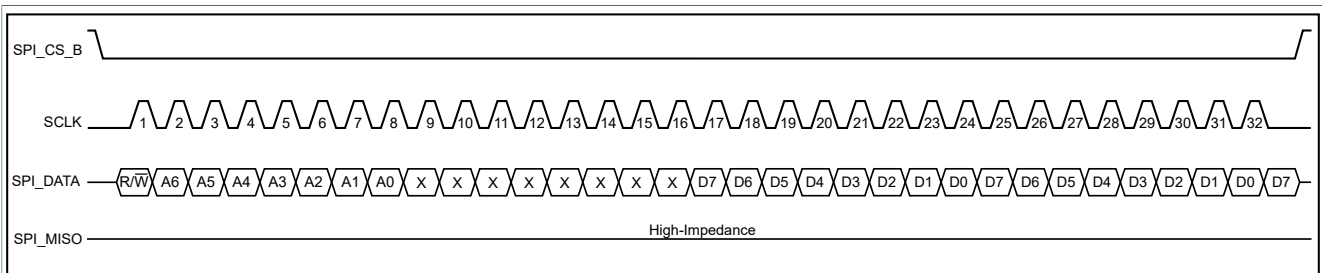 SPI_CS_B
SCLK 1 2 3 4 5 6 7 8 9 10 11 12 13 14 15 16 17 18 19 20 21 22 23 24 25 26 27 28 29 30 31 32
SPI_DATA R/W̅ A6 A5 A4 A3 A2 A1 A0 X X X X X X X X D7 D6 D5 D4 D3 D2 D1 D0 D7 D6 D5 D4 D3 D2 D1 D0 D7
SPI_MISO High-Impedance